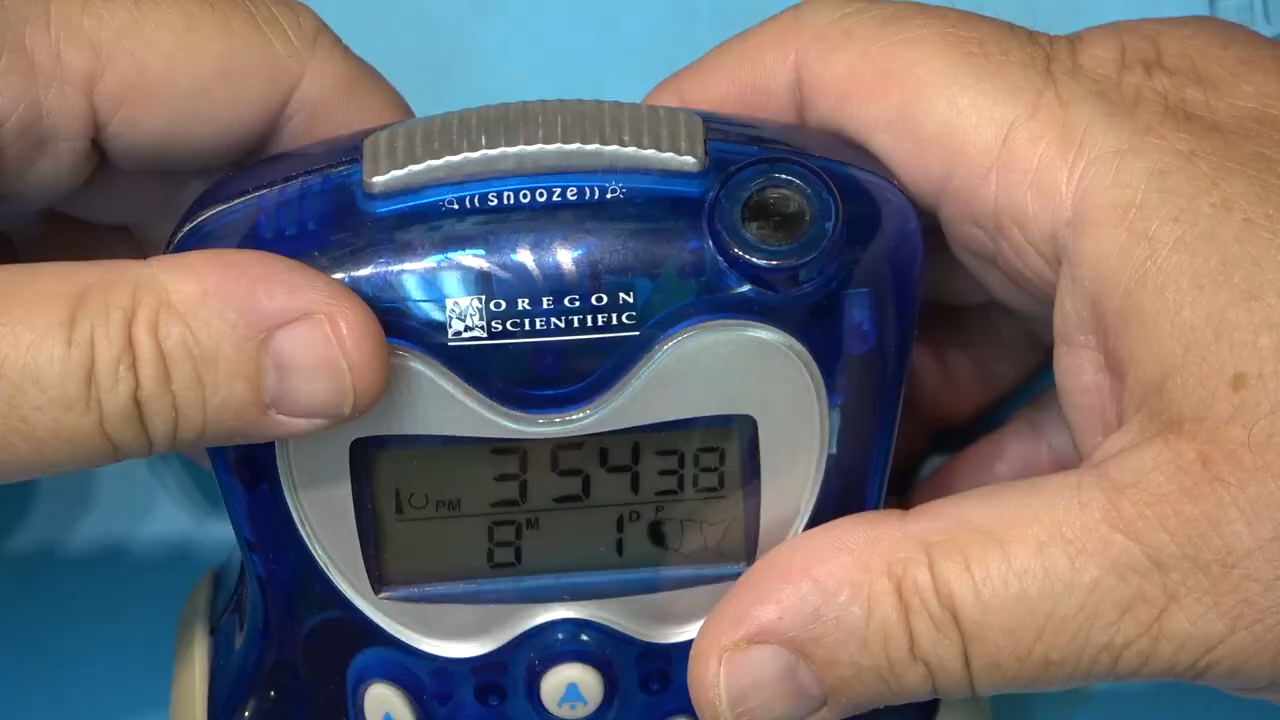 ((snooze))
OREGON
SCIENTIFIC
3 54 38
PM
8 M 1 D P